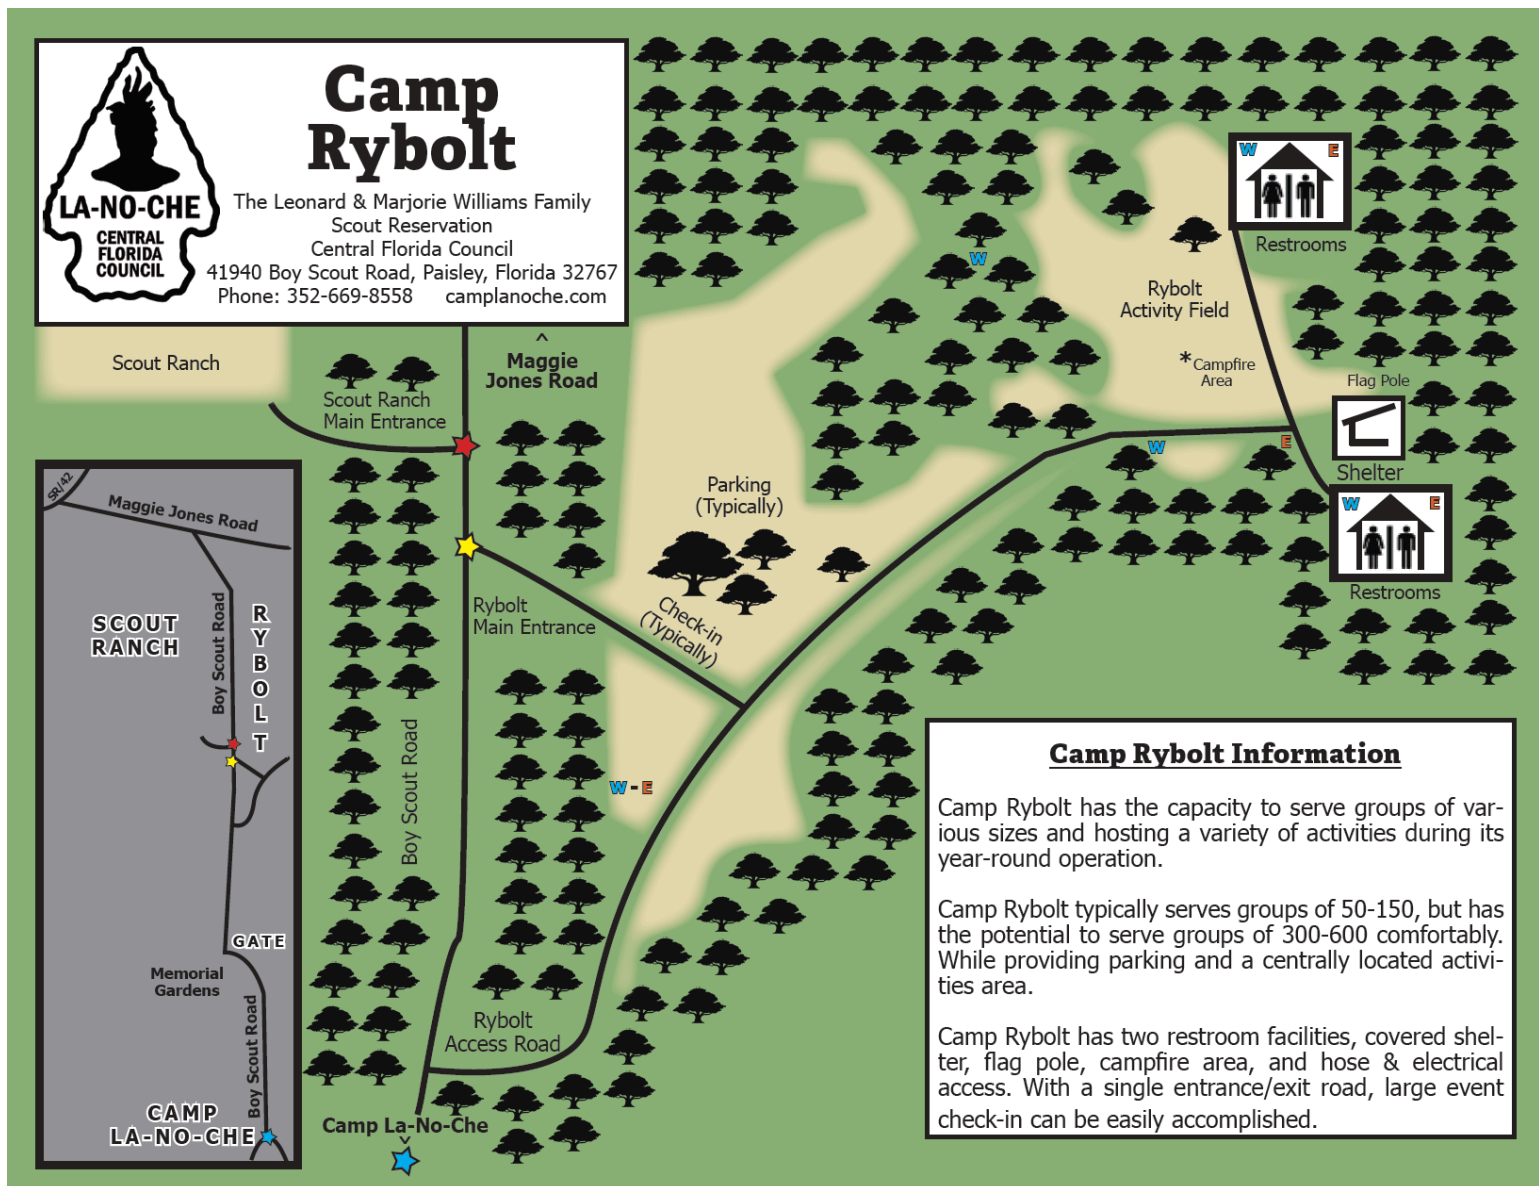 Camp
Rybolt
The Leonard & Marjorie Williams Family
Scout Reservation
Central Florida Council
41940 Boy Scout Road, Paisley, Florida 32767
Phone: 352-669-8558 camplanoche.com
LA-NO-CHE
CENTRAL
FLORIDA
COUNCIL
Scout Ranch
^
Maggie
Jones Road
Scout Ranch
Main Entrance
W E
Restrooms
W
Rybolt
Activity Field
*Campfire
Area
Flag Pole
Shelter
W
E
W E
Restrooms
Parking
(Typically)
Check-in
(Typically)
Rybolt
Main Entrance
Boy Scout Road
W-E
Rybolt
Access Road
Camp La-No-Che
SR/42
Maggie Jones Road
Boy Scout Road
SCOUT
RANCH
RYBOLT
GATE
Memorial
Gardens
Boy Scout Road
CAMP
LA-NO-CHE
Camp Rybolt Information
Camp Rybolt has the capacity to serve groups of var-
ious sizes and hosting a variety of activities during its
year-round operation.
Camp Rybolt typically serves groups of 50-150, but has
the potential to serve groups of 300-600 comfortably.
While providing parking and a centrally located activi-
ties area.
Camp Rybolt has two restroom facilities, covered shel-
ter, flag pole, campfire area, and hose & electrical
access. With a single entrance/exit road, large event
check-in can be easily accomplished.